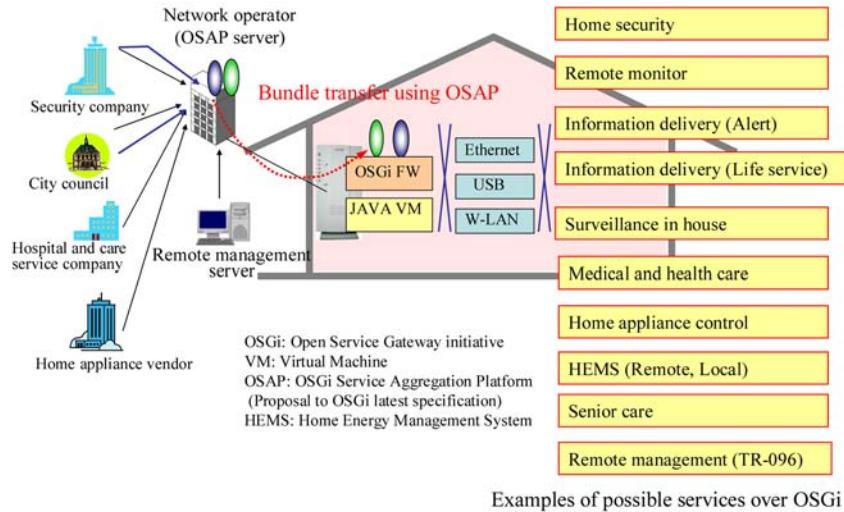 Network operator
(OSAP server)
Security company
City council
Hospital and care
service company
Home appliance vendor
Remote management
server
Bundle transfer using OSAP
OSGi FW
JAVA VM
Ethernet
USB
W-LAN
OSGi: Open Service Gateway initiative
VM: Virtual Machine
OSAP: OSGi Service Aggregation Platform
(Proposal to OSGi latest specification)
HEMS: Home Energy Management System
Home security
Remote monitor
Information delivery (Alert)
Information delivery (Life service)
Surveillance in house
Medical and health care
Home appliance control
HEMS (Remote, Local)
Senior care
Remote management (TR-096)
Examples of possible services over OSGi